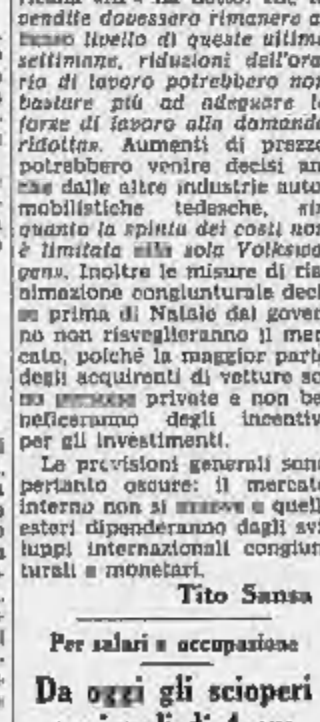 vendite dovessero rimanere a
basso livello di queste ultime
settimane, riduzioni dell'ora
rio di lavoro potrebbero non
bastare più ad adeguare l
forze di lavoro alla domanda
ridotta». Aumenti di prezzo
potrebbero venire decisi an
che dalle altre industrie auto
mobilistiche tedesche, «in
quanto la spinta dei costi non
è limitata alla sola Volkswa
gen». Inoltre le misure di ria
nimazione congiunturale deci
se prima di Natale dal gover
no non risveglieranno il mer
cato, poiché la maggior parte
degli acquirenti di vetture so
no persone private e non be
neficeranno degli incentivi
per gli investimenti.
Le previsioni generali sono
pertanto oscure: il mercato
interno non si muove e quell
esteri dipenderanno dagli svi
luppi internazionali congiun
turali e monetari.
Tito Sansa
Per salari e occupazione
Da oggi gli scioperi